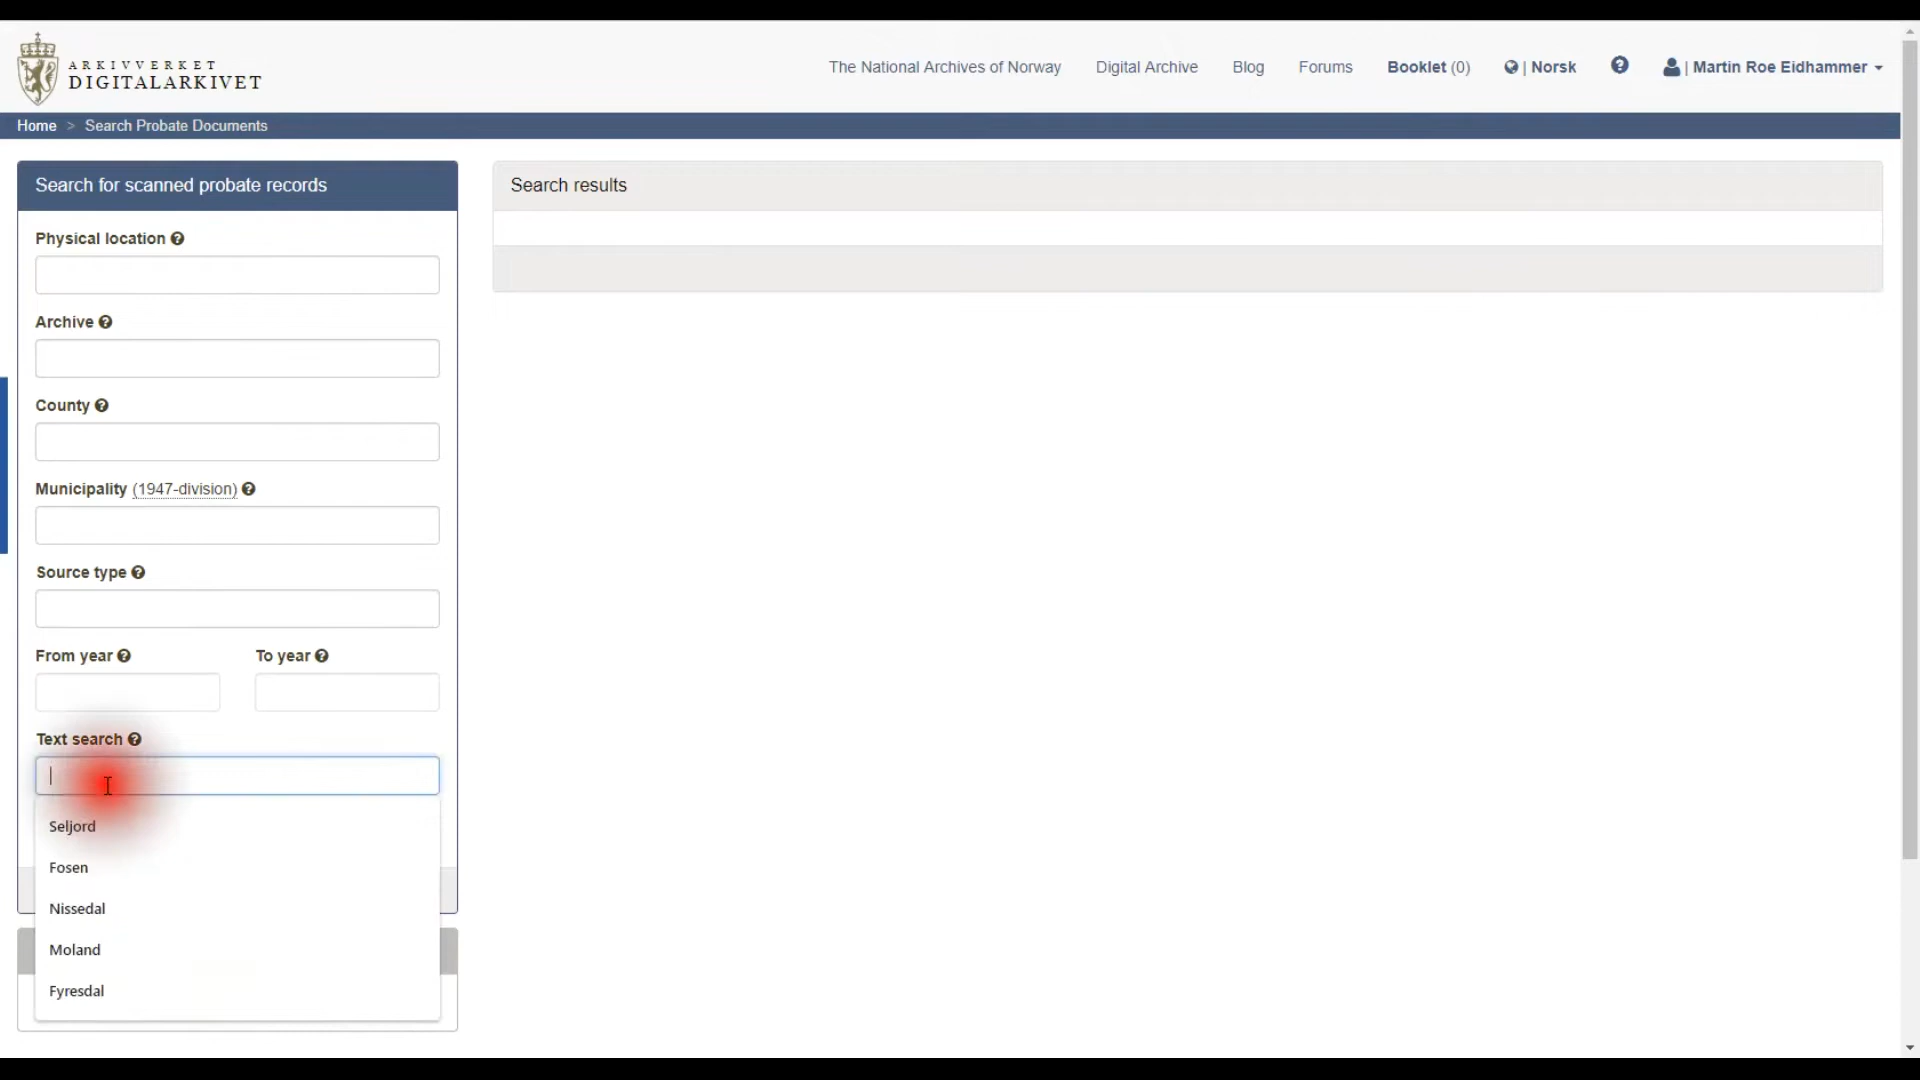 ARKIVVERKET
DIGITALARKIVET
The National Archives of Norway
Digital Archive
Blog
Forums
Booklet (0)
| Norsk
| Martin Roe Eidhammer
Home > Search Probate Documents
Search for scanned probate records
Physical location
Archive
County
Municipality (1947-division)
Source type
From year
To year
Text search
Seljord
Fosen
Nissedal
Moland
Fyresdal
Search results